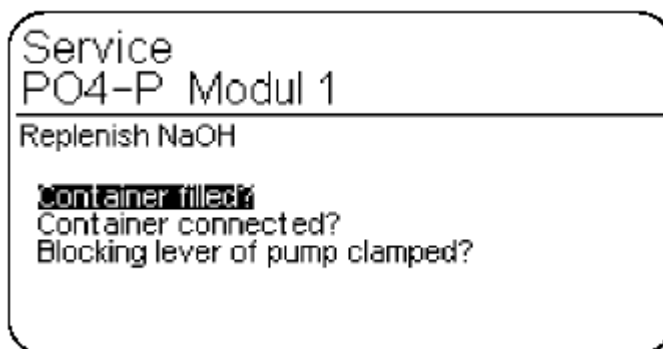 Service
PO4-P Modul 1
Replenish NaOH
Container filled?
Container connected?
Blocking lever of pump clamped?